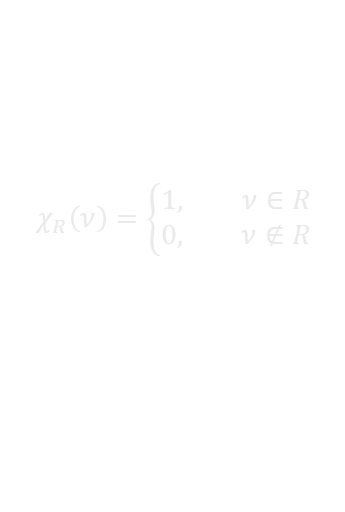 χ_R(ν) = {1, ν ∈ R
0, ν ∉ R